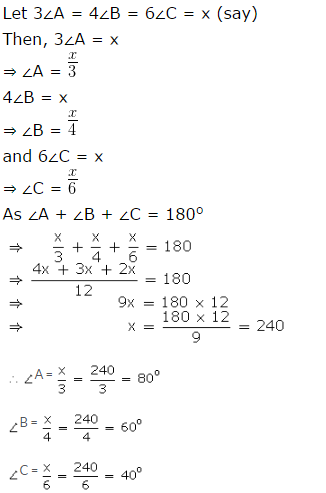 Let 3∠A = 4∠B = 6∠C = x (say)
Then, 3∠A = x
⇒ ∠A = x/3
4∠B = x
⇒ ∠B = x/4
and 6∠C = x
⇒ ∠C = x/6
As ∠A + ∠B + ∠C = 180°
⇒ x/3 + x/4 + x/6 = 180
⇒ (4x + 3x + 2x)/12 = 180
⇒ 9x = 180 × 12
⇒ x = (180 × 12)/9 = 240
∴ ∠A = x/3 = 240/3 = 80°
∠B = x/4 = 240/4 = 60°
∠C = x/6 = 240/6 = 40°